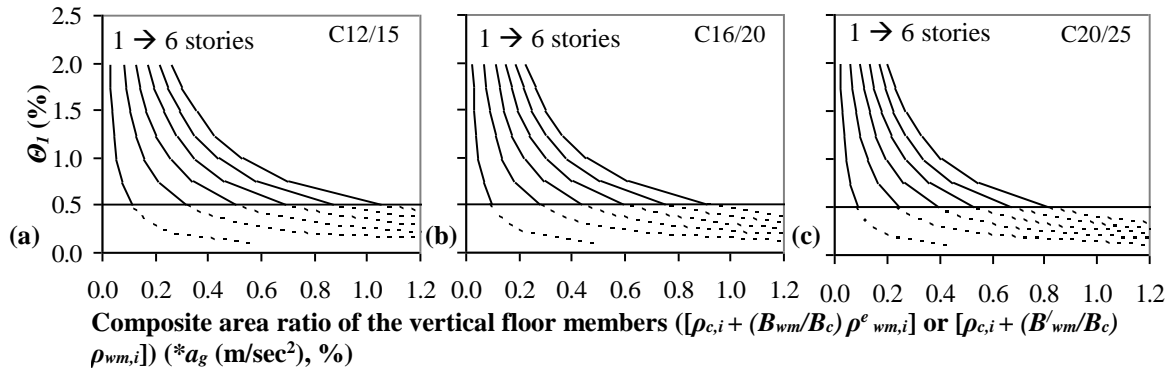 2.5
2.0
1.5
1.0
0.5
0.0
Θ1 (%)
1 → 6 stories C12/15
(a)
0.0 0.2 0.4 0.6 0.8 1.0 1.2
1 → 6 stories C16/20
(b)
0.0 0.2 0.4 0.6 0.8 1.0 1.2
1 → 6 stories C20/25
(c)
0.0 0.2 0.4 0.6 0.8 1.0 1.2
Composite area ratio of the vertical floor members ([ρc,i + (Bwm/Bc) ρe wm,i] or [ρc,i + (B/wm/Bc)
ρwm,i]) (*ag (m/sec²), %)